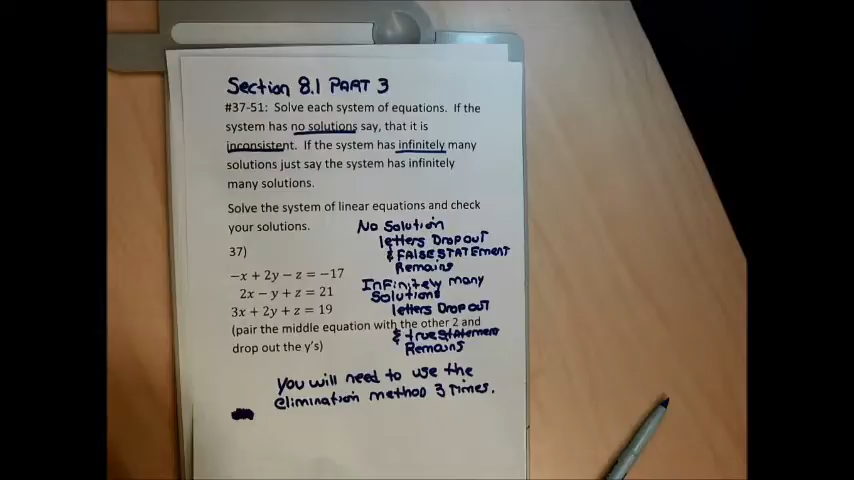 Section 8.1 PART 3
#37-51: Solve each system of equations. If the
system has no solutions say, that it is
inconsistent. If the system has infinitely many
solutions just say the system has infinitely
many solutions.
Solve the system of linear equations and check
your solutions.
No Solution
letters Drop out
& FALSE STATEMENT
Remains
37)
−x + 2y − z = −17
2x − y + z = 21
3x + 2y + z = 19
Infinitely many
Solutions
letters Drop out
& true statement
Remains
(pair the middle equation with the other 2 and
drop out the y's)
You will need to use the
elimination method 3 times.